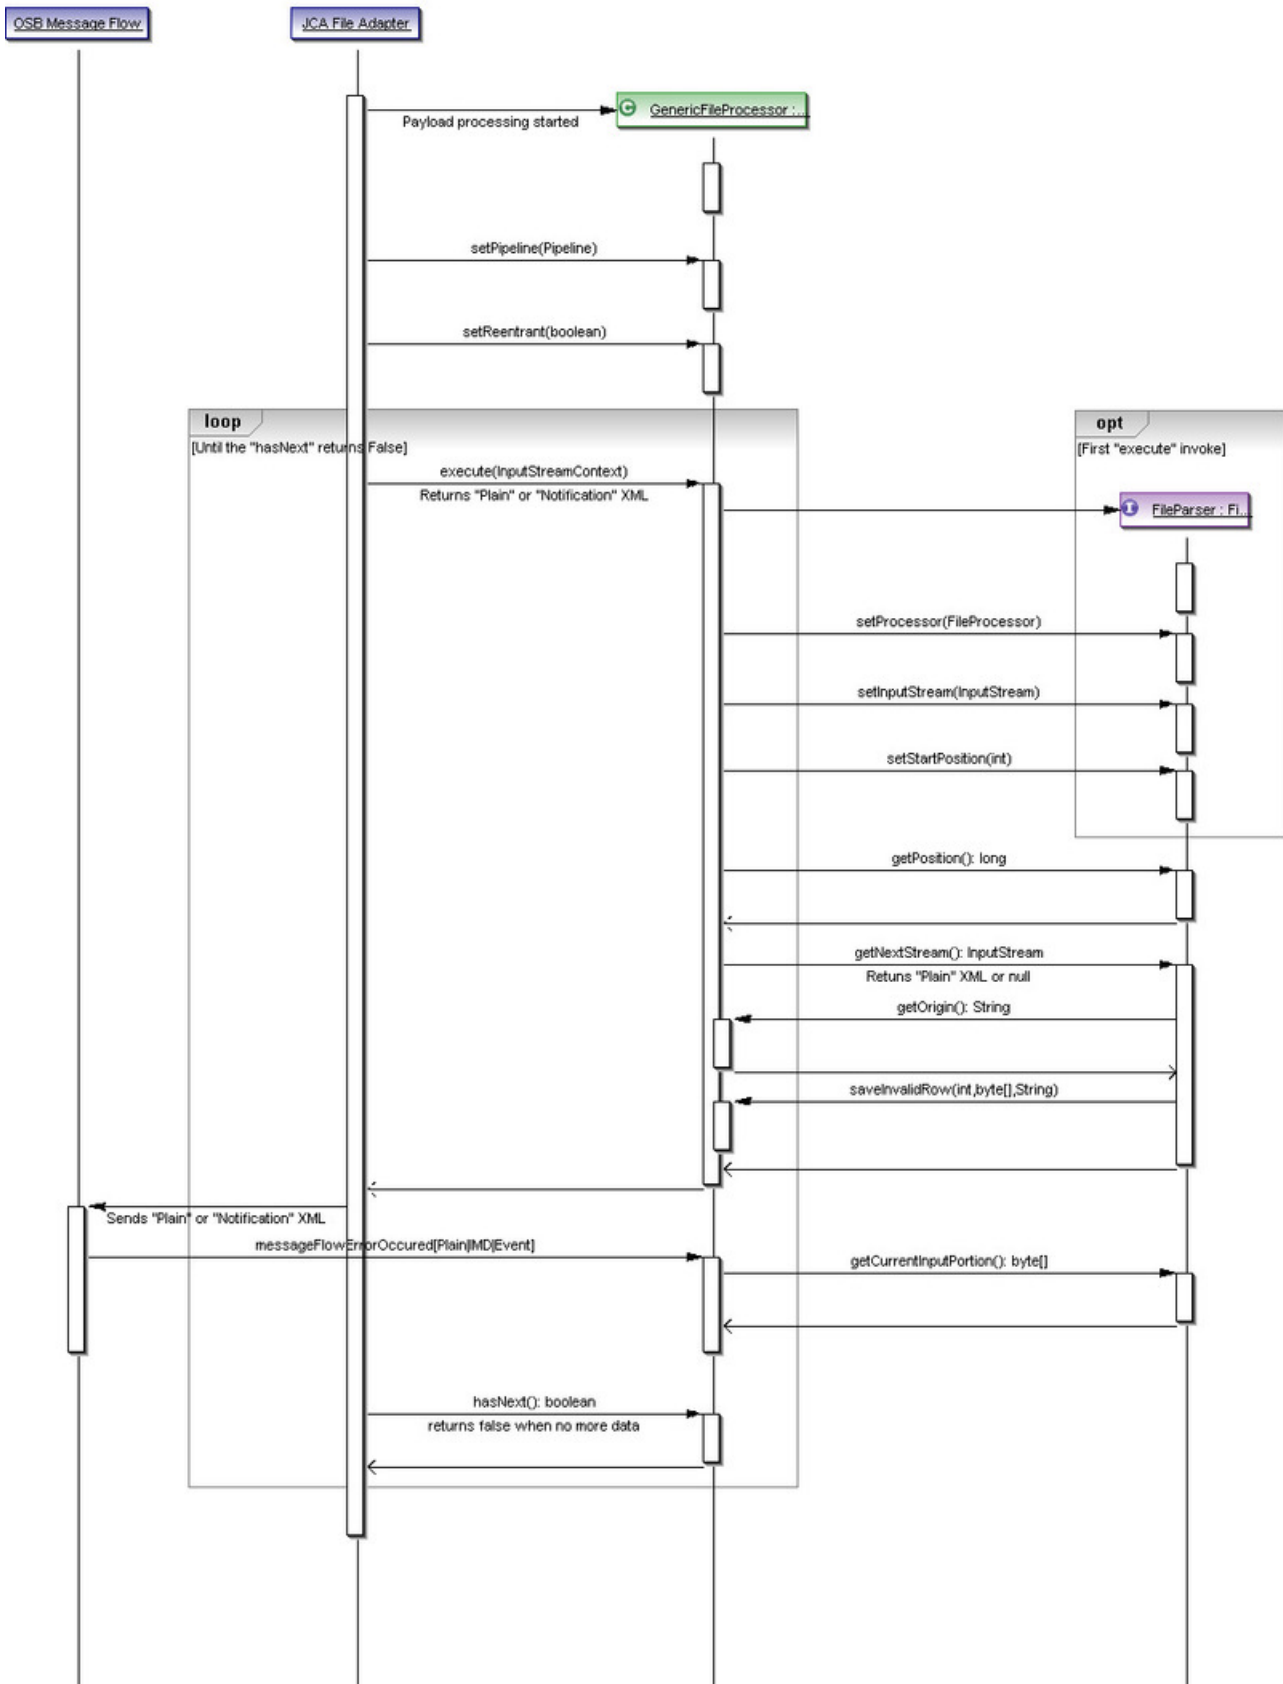 OSB Message Flow
JCA File Adapter
GenericFileProcessor :...
Payload processing started
setPipeline(Pipeline)
setReentrant(boolean)
loop
[Until the "hasNext" returns False]
opt
[First "execute" invoke]
execute(InputStreamContext)
Returns "Plain" or "Notification" XML
FileParser : Fi...
setProcessor(FileProcessor)
setInputStream(InputStream)
setStartPosition(int)
getPosition(): long
getNextStream(): InputStream
Retuns "Plain" XML or null
getOrigin(): String
saveInvalidRow(int,byte[],String)
Sends "Plain" or "Notification" XML
messageFlowErrorOccured[Plain|IMD|Event]
getCurrentInputPortion(): byte[]
hasNext(): boolean
returns false when no more data